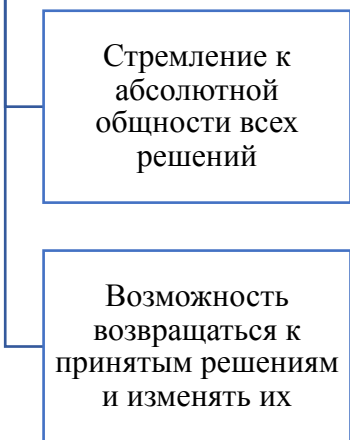 Стремление к
абсолютной
общности всех
решений
Возможность
возвращаться к
принятым решениям
и изменять их